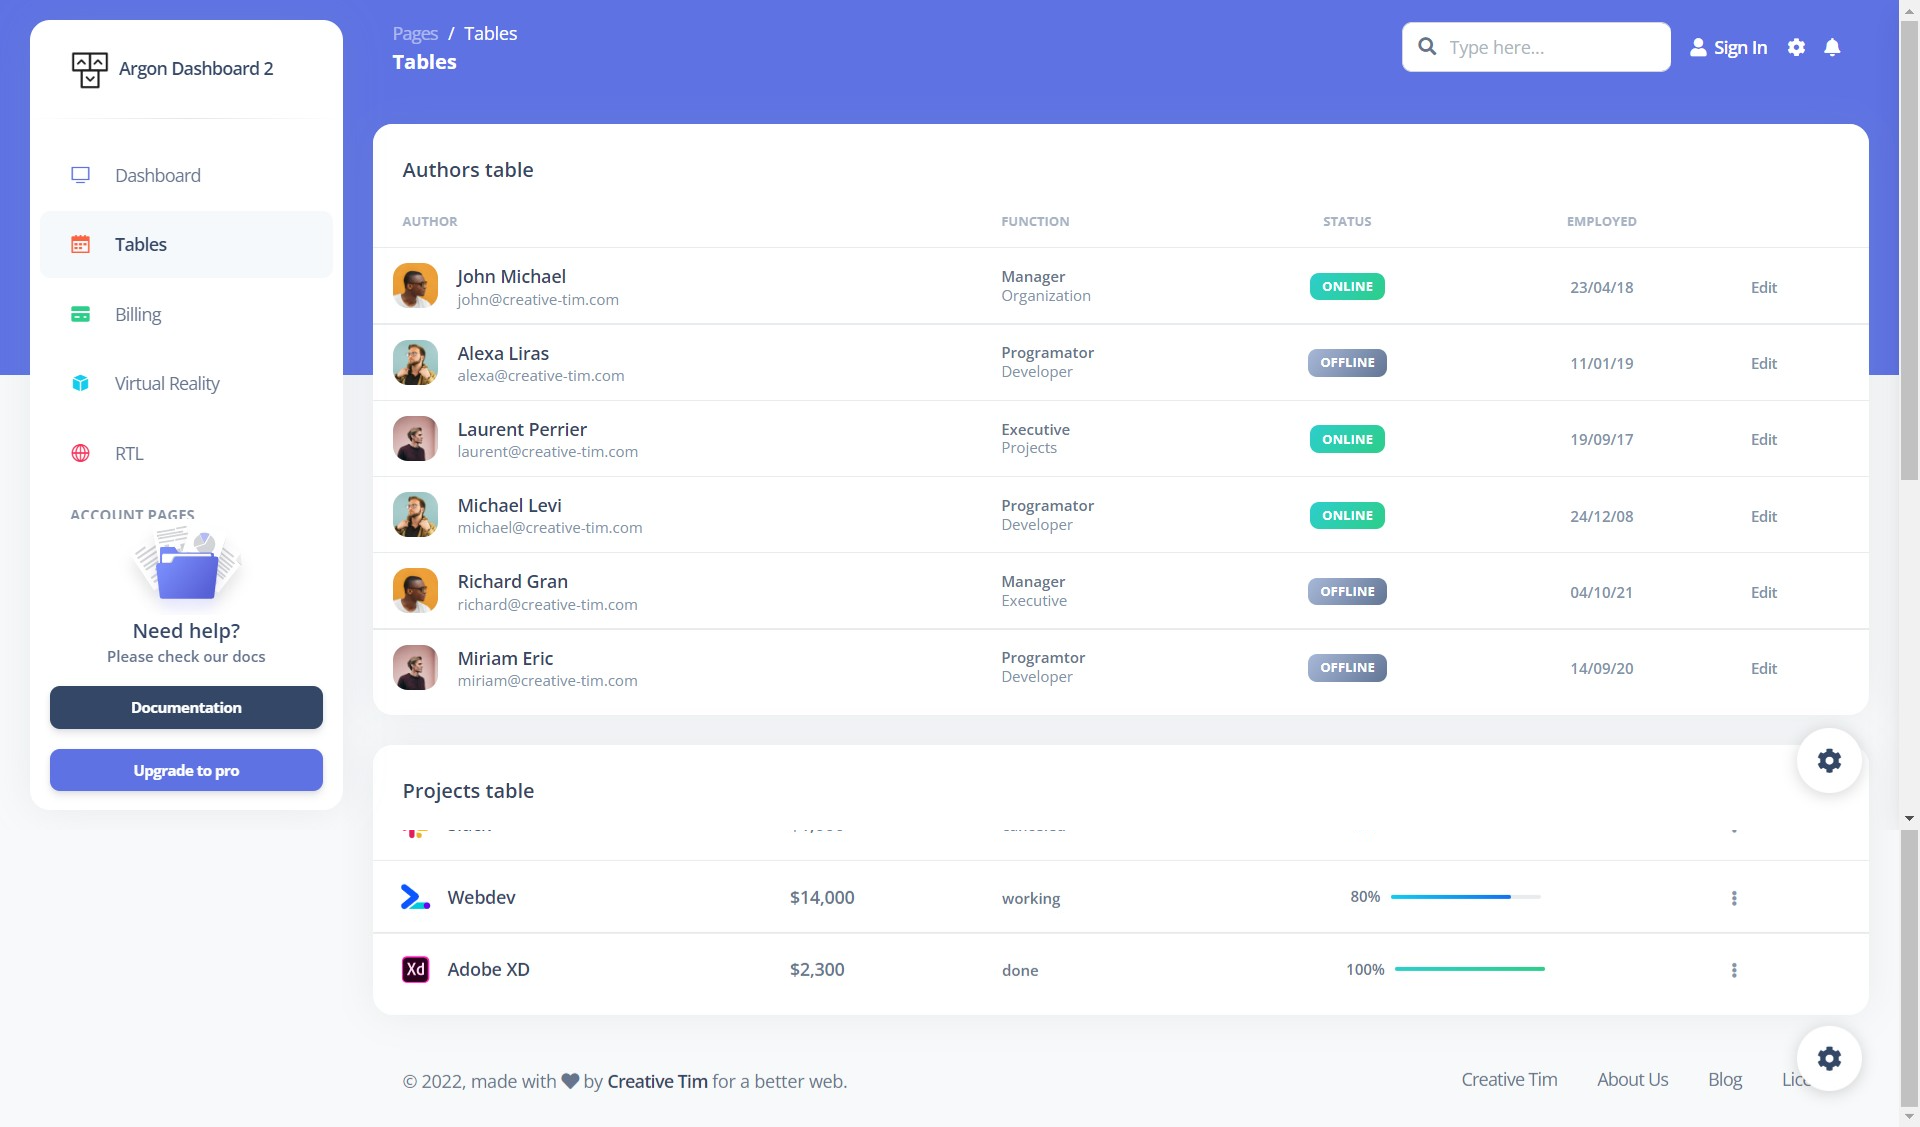 Argon Dashboard 2
Dashboard
Tables
Billing
Virtual Reality
RTL
ACCOUNT PAGES
Need help?
Please check our docs
Documentation
Upgrade to pro
Pages / Tables
Tables
Type here...
Sign In
Authors table
AUTHOR FUNCTION STATUS EMPLOYED
John Michael
john@creative-tim.com
Manager
Organization
ONLINE
23/04/18
Edit
Alexa Liras
alexa@creative-tim.com
Programator
Developer
OFFLINE
11/01/19
Edit
Laurent Perrier
laurent@creative-tim.com
Executive
Projects
ONLINE
19/09/17
Edit
Michael Levi
michael@creative-tim.com
Programator
Developer
ONLINE
24/12/08
Edit
Richard Gran
richard@creative-tim.com
Manager
Executive
OFFLINE
04/10/21
Edit
Miriam Eric
miriam@creative-tim.com
Programtor
Developer
OFFLINE
14/09/20
Edit
Projects table
Webdev $14,000 working 80%
Xd Adobe XD $2,300 done 100%
© 2022, made with by Creative Tim for a better web.
Creative Tim About Us Blog